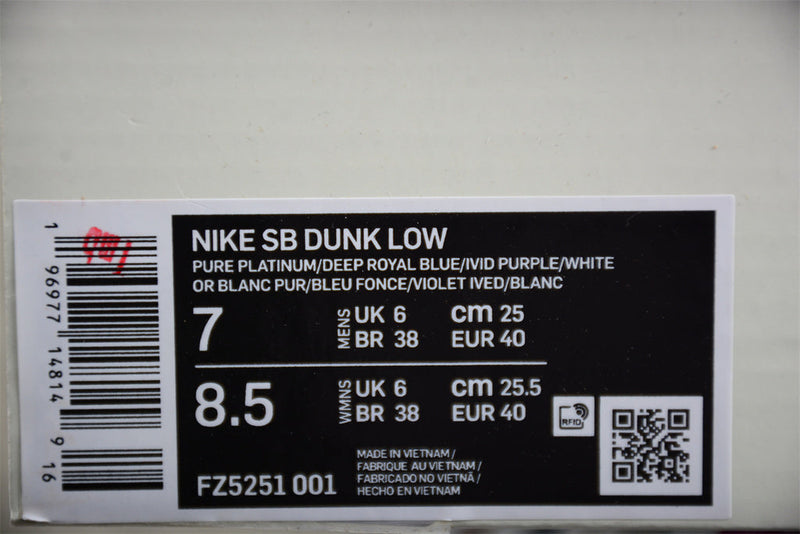 NIKE SB DUNK LOW
PURE PLATINUM/DEEP ROYAL BLUE/IVID PURPLE/WHITE
OR BLANC PUR/BLEU FONCE/VIOLET IVED/BLANC
7 MENS UK 6 cm 25
BR 38 EUR 40
8.5 WMNS UK 6 cm 25.5
BR 38 EUR 40
RFID
FZ5251 001
MADE IN VIETNAM /
FABRIQUE AU VIETNAM /
FABRICADO NO VIETNÃ /
HECHO EN VIETNAM
1 96977 14814 9 16